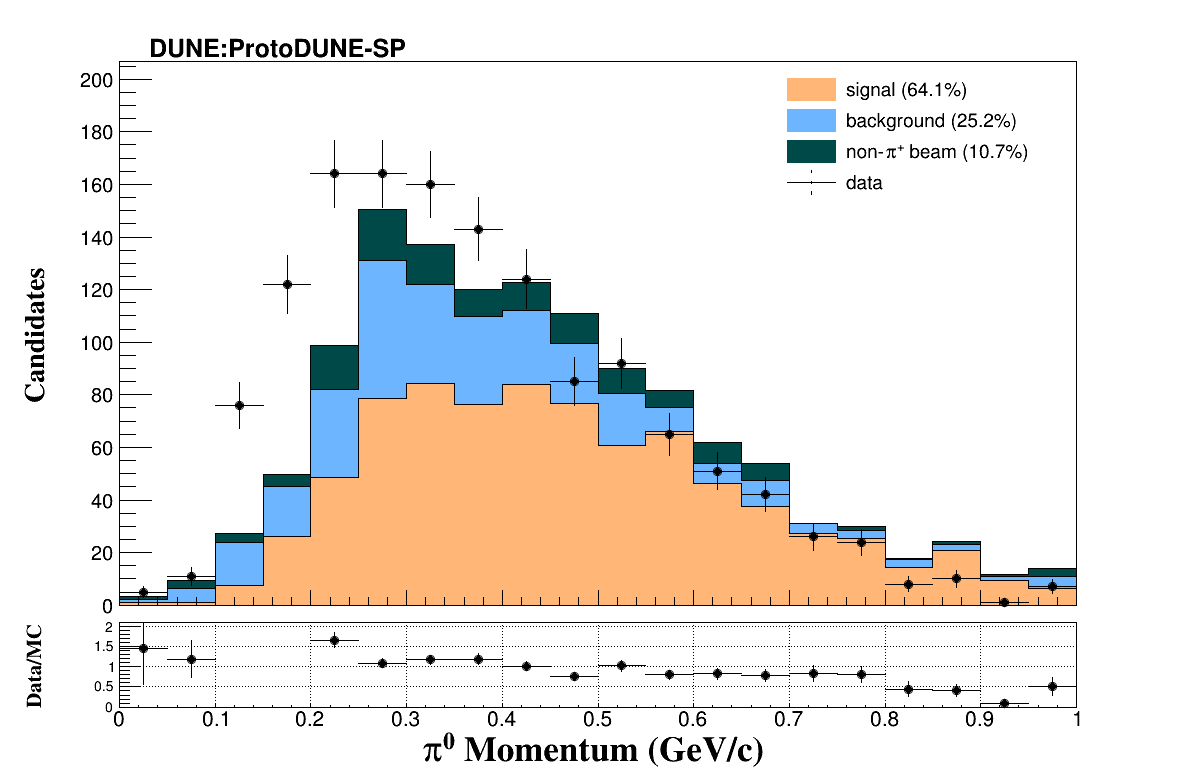 DUNE:ProtoDUNE-SP
200
180
160
140
120
100
80
60
40
20
0
Candidates
signal (64.1%)
background (25.2%)
non-π⁺ beam (10.7%)
data
2
1.5
1
0.5
0
Data/MC
0 0.1 0.2 0.3 0.4 0.5 0.6 0.7 0.8 0.9 1
π⁰ Momentum (GeV/c)